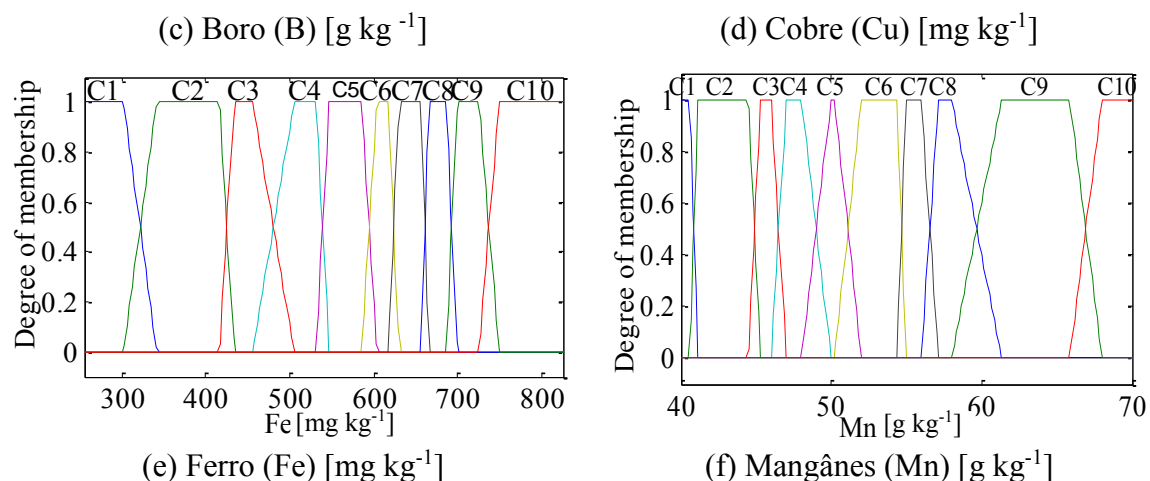 (c) Boro (B) [g kg -1]
(d) Cobre (Cu) [mg kg-1]
C1 C2 C3 C4 C5 C6 C7 C8 C9 C10
1
0.8
0.6
0.4
0.2
0
Degree of membership
300 400 500 600 700 800
Fe [mg kg-1]
C1 C2 C3 C4 C5 C6 C7 C8 C9 C10
1
0.8
0.6
0.4
0.2
0
Degree of membership
40 50 60 70
Mn [g kg-1]
(e) Ferro (Fe) [mg kg-1]
(f) Mangânes (Mn) [g kg-1]